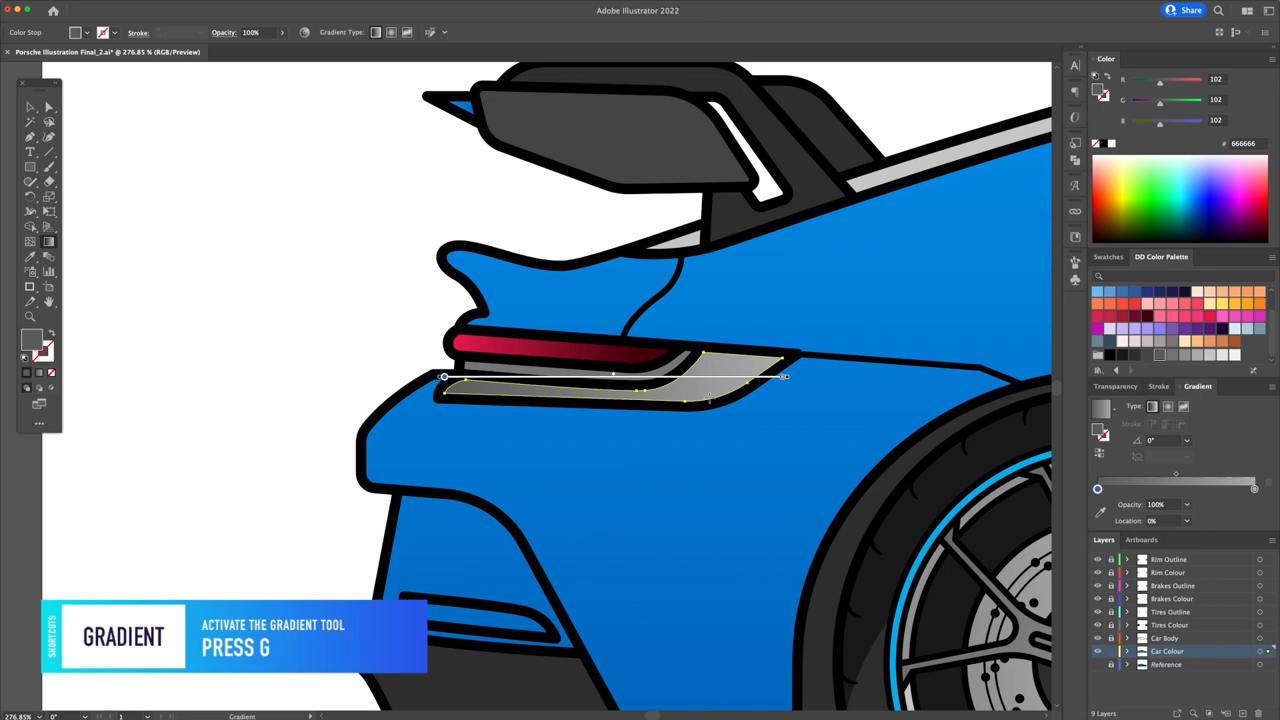 Adobe Illustrator 2022
Share
Color Stop
Stroke:
Opacity: 100%
Gradient Type:
Porsche Illustration Final_2.ai* @ 276.85 % (RGB/Preview)
Color
R 102
G 102
B 102
# 666666
Swatches DD Color Palette
Transparency Stroke Gradient
Type:
Stroke:
0°
Opacity: 100%
Location: 0%
Layers Artboards
Rim Outline
Rim Colour
Brakes Outline
Brakes Colour
Tires Outline
Tires Colour
Car Body
Car Colour
Reference
9 Layers
SHORTCUTS
GRADIENT
ACTIVATE THE GRADIENT TOOL
PRESS G
276.85% 0° 1 Gradient